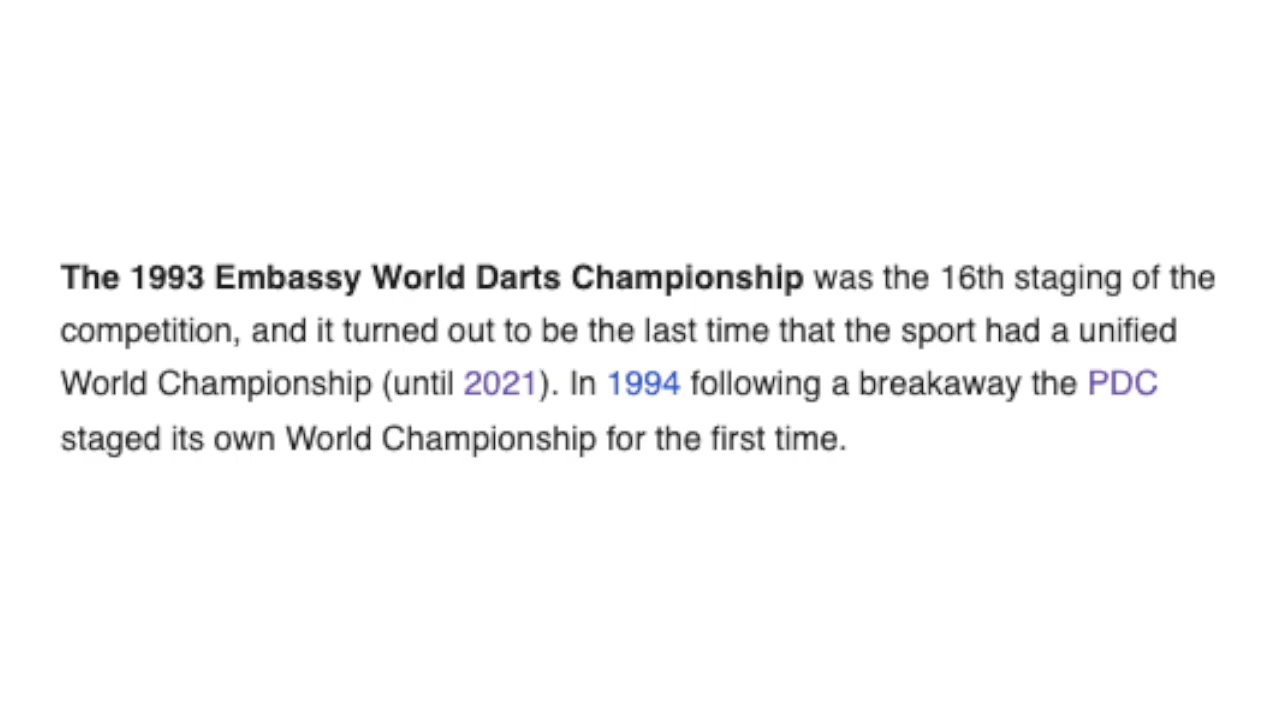 The 1993 Embassy World Darts Championship was the 16th staging of the
competition, and it turned out to be the last time that the sport had a unified
World Championship (until 2021). In 1994 following a breakaway the PDC
staged its own World Championship for the first time.